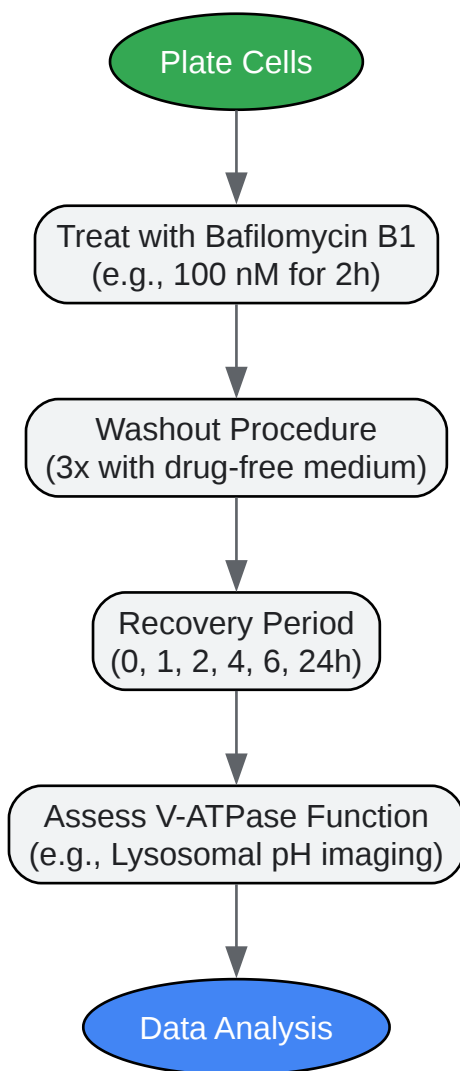 Plate Cells
Treat with Bafilomycin B1
(e.g., 100 nM for 2h)
Washout Procedure
(3x with drug-free medium)
Recovery Period
(0, 1, 2, 4, 6, 24h)
Assess V-ATPase Function
(e.g., Lysosomal pH imaging)
Data Analysis